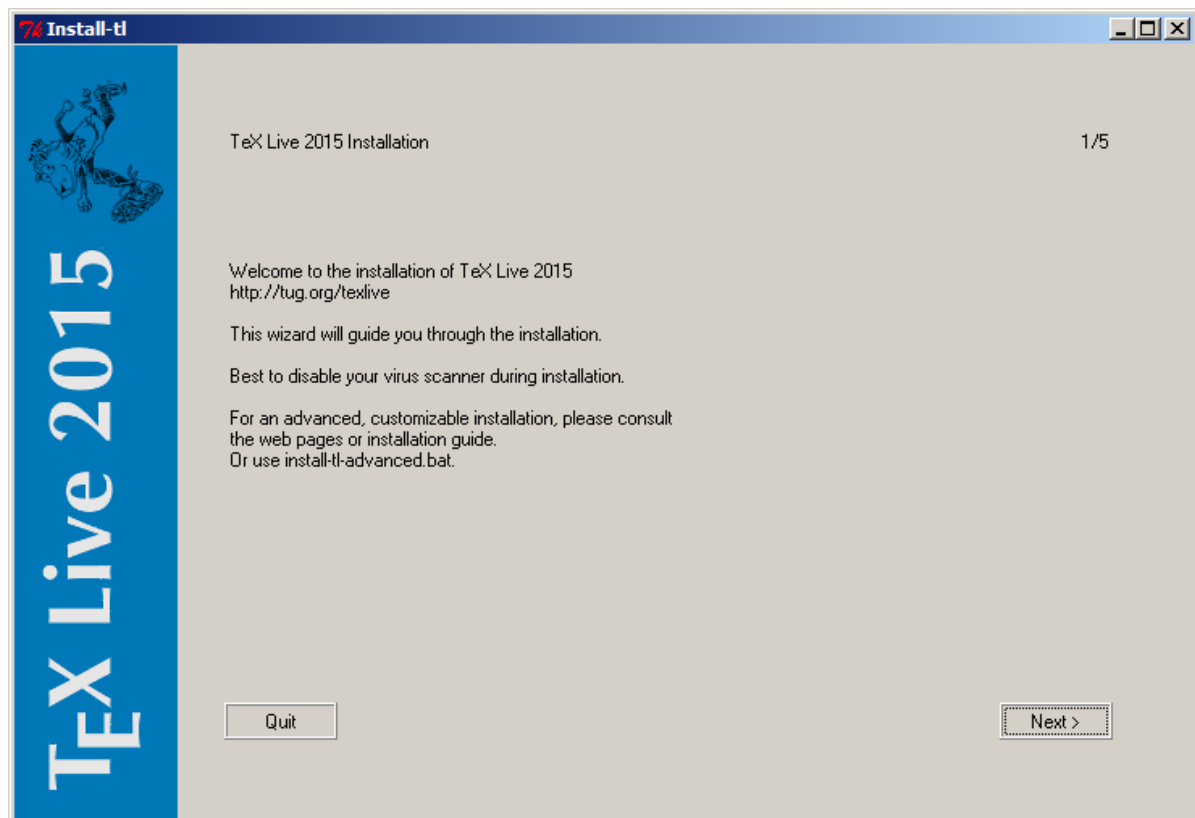 Install-tl
TeX Live 2015
TeX Live 2015 Installation 1/5
Welcome to the installation of TeX Live 2015
http://tug.org/texlive
This wizard will guide you through the installation.
Best to disable your virus scanner during installation.
For an advanced, customizable installation, please consult
the web pages or installation guide.
Or use install-tl-advanced.bat.
Quit Next >